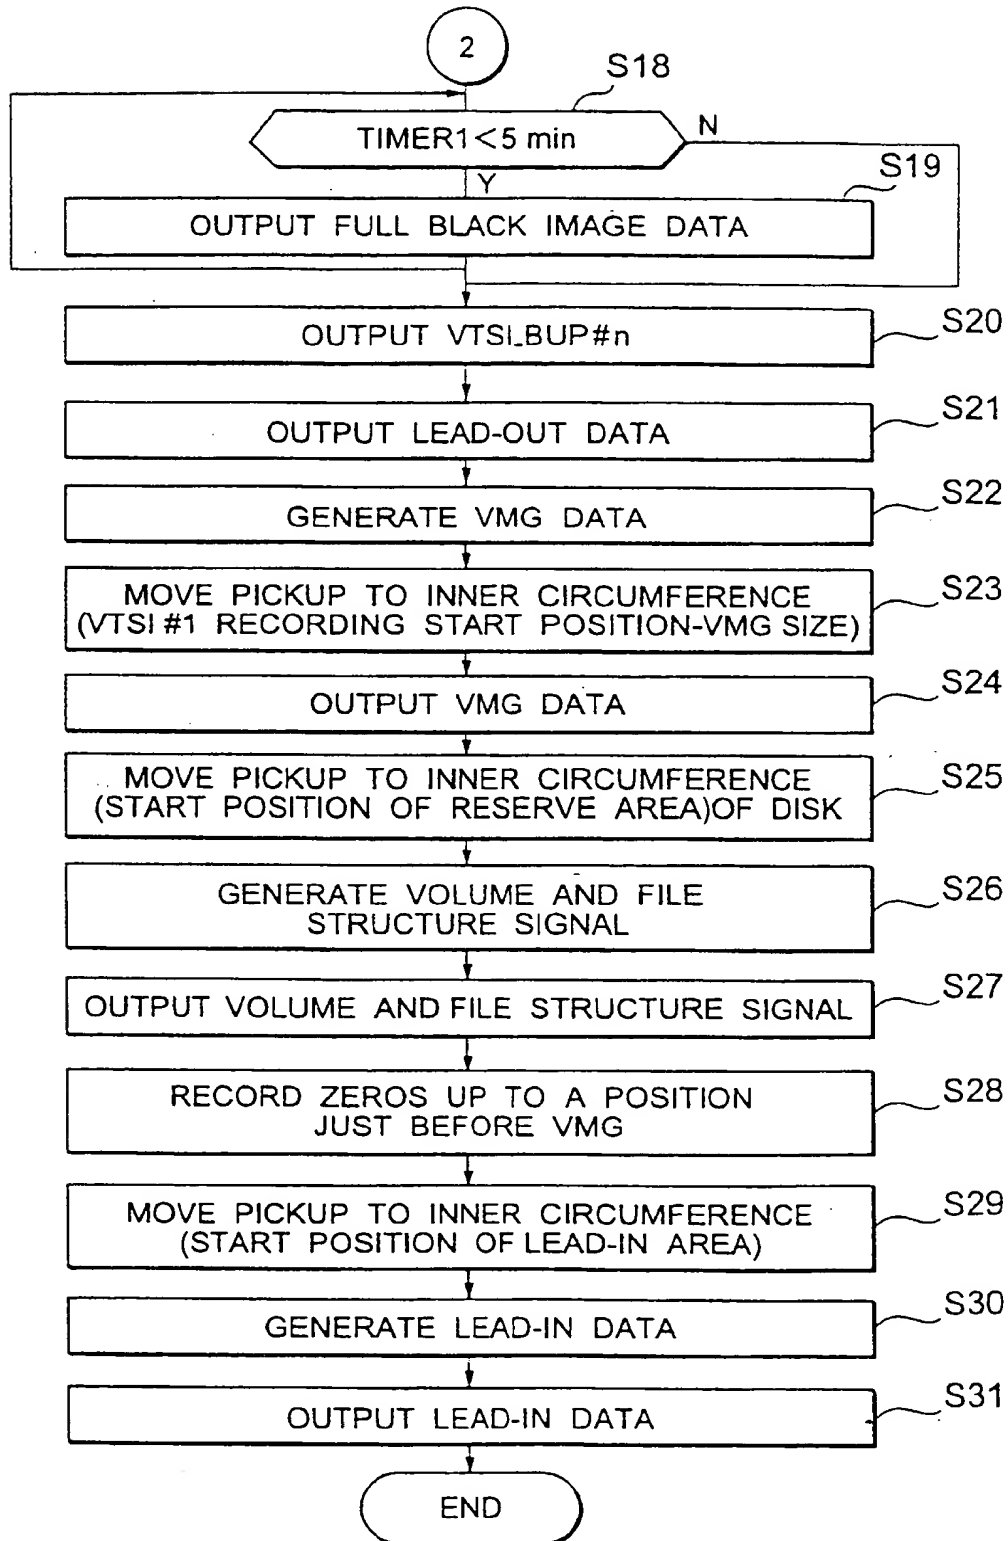 2
S18
TIMER1<5 min
N
Y
S19
OUTPUT FULL BLACK IMAGE DATA
OUTPUT VTSI_BUP#n
S20
OUTPUT LEAD-OUT DATA
S21
GENERATE VMG DATA
S22
MOVE PICKUP TO INNER CIRCUMFERENCE
(VTSI #1 RECORDING START POSITION-VMG SIZE)
S23
OUTPUT VMG DATA
S24
MOVE PICKUP TO INNER CIRCUMFERENCE
(START POSITION OF RESERVE AREA)OF DISK
S25
GENERATE VOLUME AND FILE
STRUCTURE SIGNAL
S26
OUTPUT VOLUME AND FILE STRUCTURE SIGNAL
S27
RECORD ZEROS UP TO A POSITION
JUST BEFORE VMG
S28
MOVE PICKUP TO INNER CIRCUMFERENCE
(START POSITION OF LEAD-IN AREA)
S29
GENERATE LEAD-IN DATA
S30
OUTPUT LEAD-IN DATA
S31
END